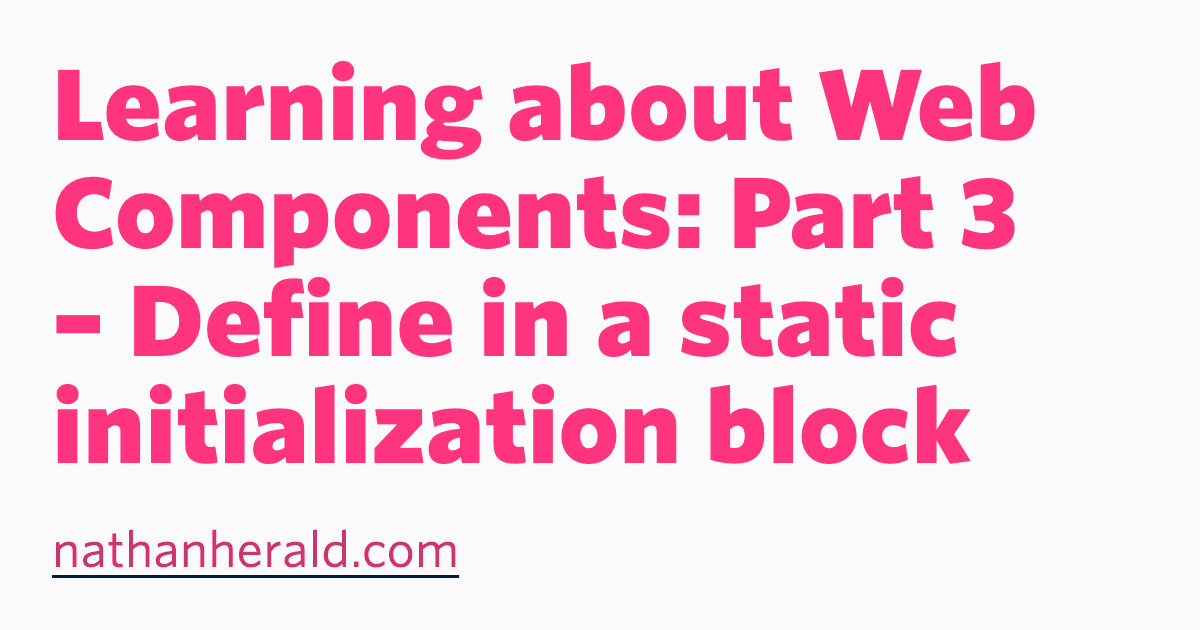 Learning about Web
Components: Part 3
– Define in a static
initialization block
nathanherald.com